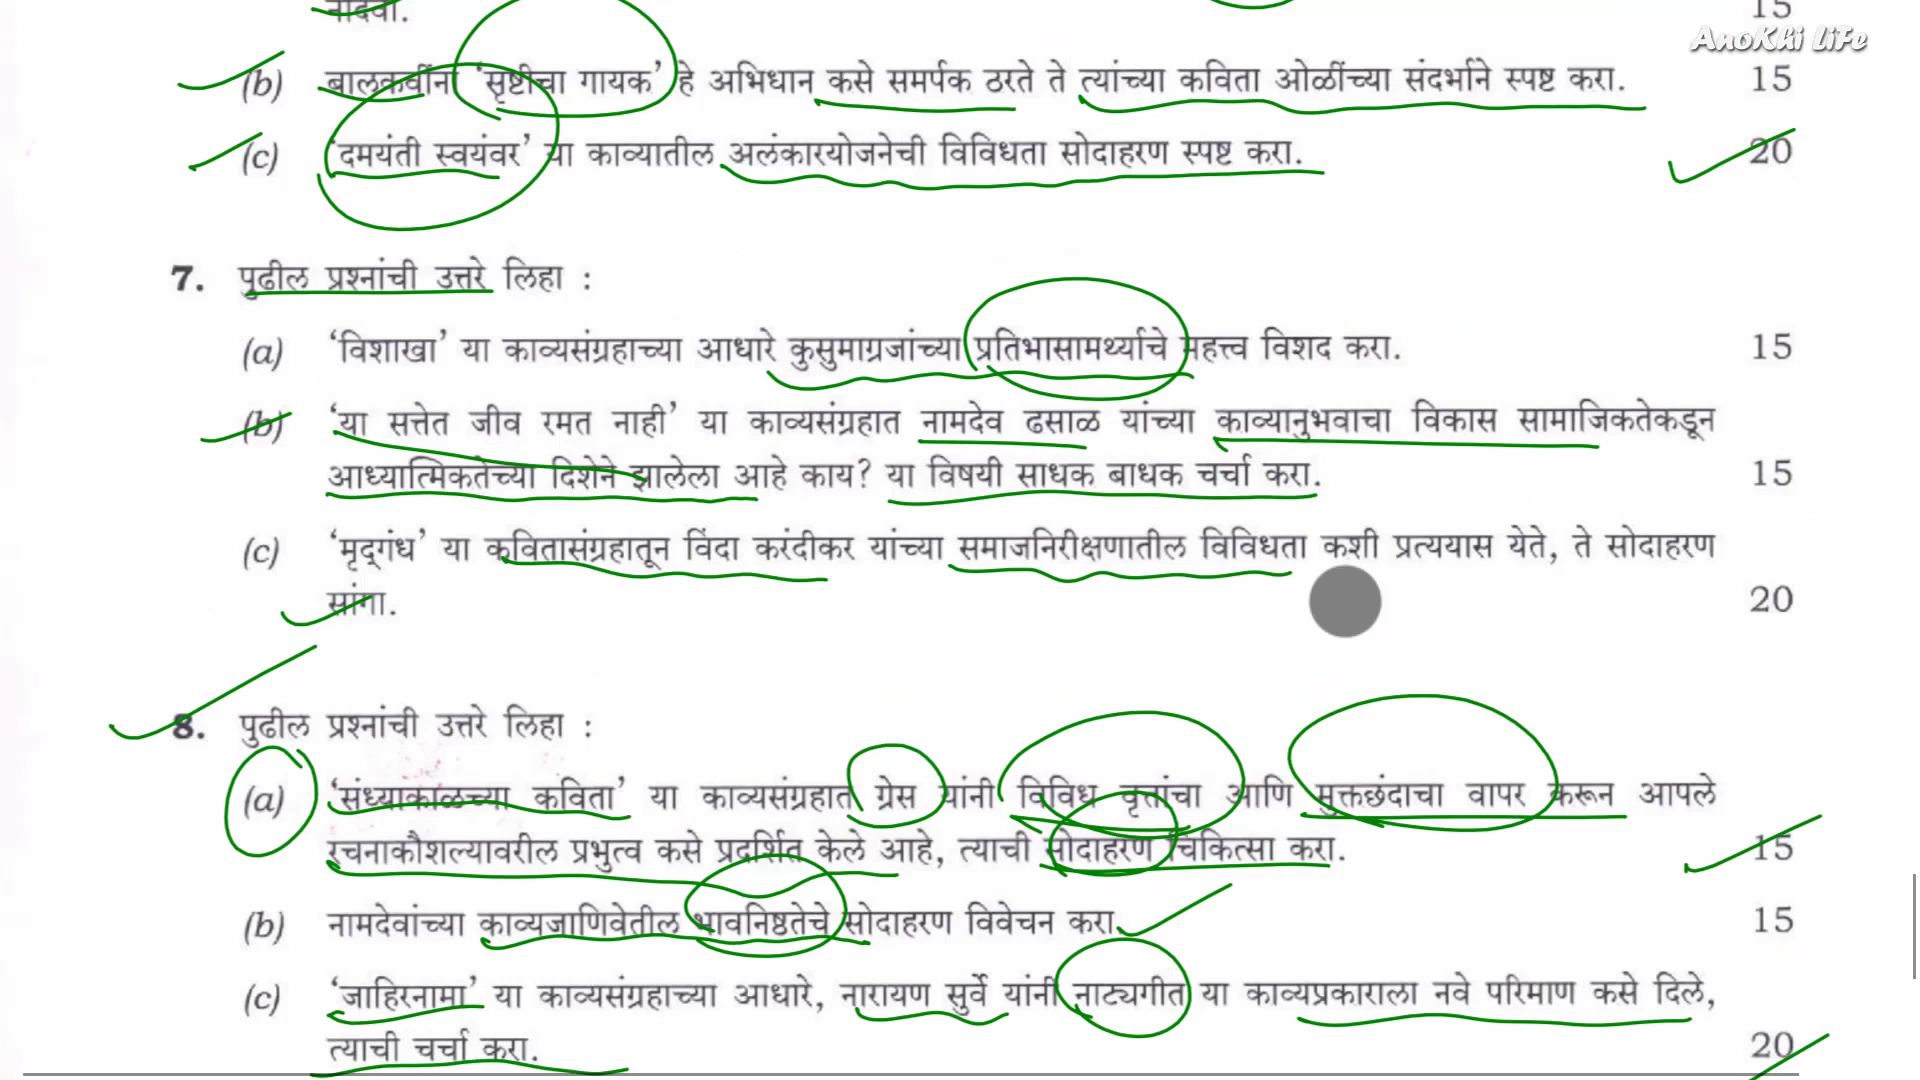 नोंदवा. 15
AnoKhi LiFe
(b) बालकवींना ‘सृष्टीचा गायक’ हे अभिधान कसे समर्पक ठरते ते त्यांच्या कविता ओळींच्या संदर्भाने स्पष्ट करा. 15
(c) ‘दमयंती स्वयंवर’ या काव्यातील अलंकारयोजनेची विविधता सोदाहरण स्पष्ट करा. 20
7. पुढील प्रश्नांची उत्तरे लिहा :
(a) ‘विशाखा’ या काव्यसंग्रहाच्या आधारे कुसुमाग्रजांच्या प्रतिभासामर्थ्याचे महत्त्व विशद करा. 15
(b) ‘या सत्तेत जीव रमत नाही’ या काव्यसंग्रहात नामदेव ढसाळ यांच्या काव्यानुभवाचा विकास सामाजिकतेकडून
आध्यात्मिकतेच्या दिशेने झालेला आहे काय? या विषयी साधक बाधक चर्चा करा. 15
(c) ‘मृद्‌गंध’ या कवितासंग्रहातून विंदा करंदीकर यांच्या समाजनिरीक्षणातील विविधता कशी प्रत्ययास येते, ते सोदाहरण
सांगा. 20
8. पुढील प्रश्नांची उत्तरे लिहा :
(a) ‘संध्याकाळच्या कविता’ या काव्यसंग्रहात ग्रेस यांनी विविध वृत्तांचा आणि मुक्तछंदाचा वापर करून आपले
रचनाकौशल्यावरील प्रभुत्व कसे प्रदर्शित केले आहे, त्याची सोदाहरण चिकित्सा करा. 15
(b) नामदेवांच्या काव्यजाणिवेतील भावनिष्ठतेचे सोदाहरण विवेचन करा. 15
(c) ‘जाहिरनामा’ या काव्यसंग्रहाच्या आधारे, नारायण सुर्वे यांनी नाट्यगीत या काव्यप्रकाराला नवे परिमाण कसे दिले,
त्याची चर्चा करा. 20